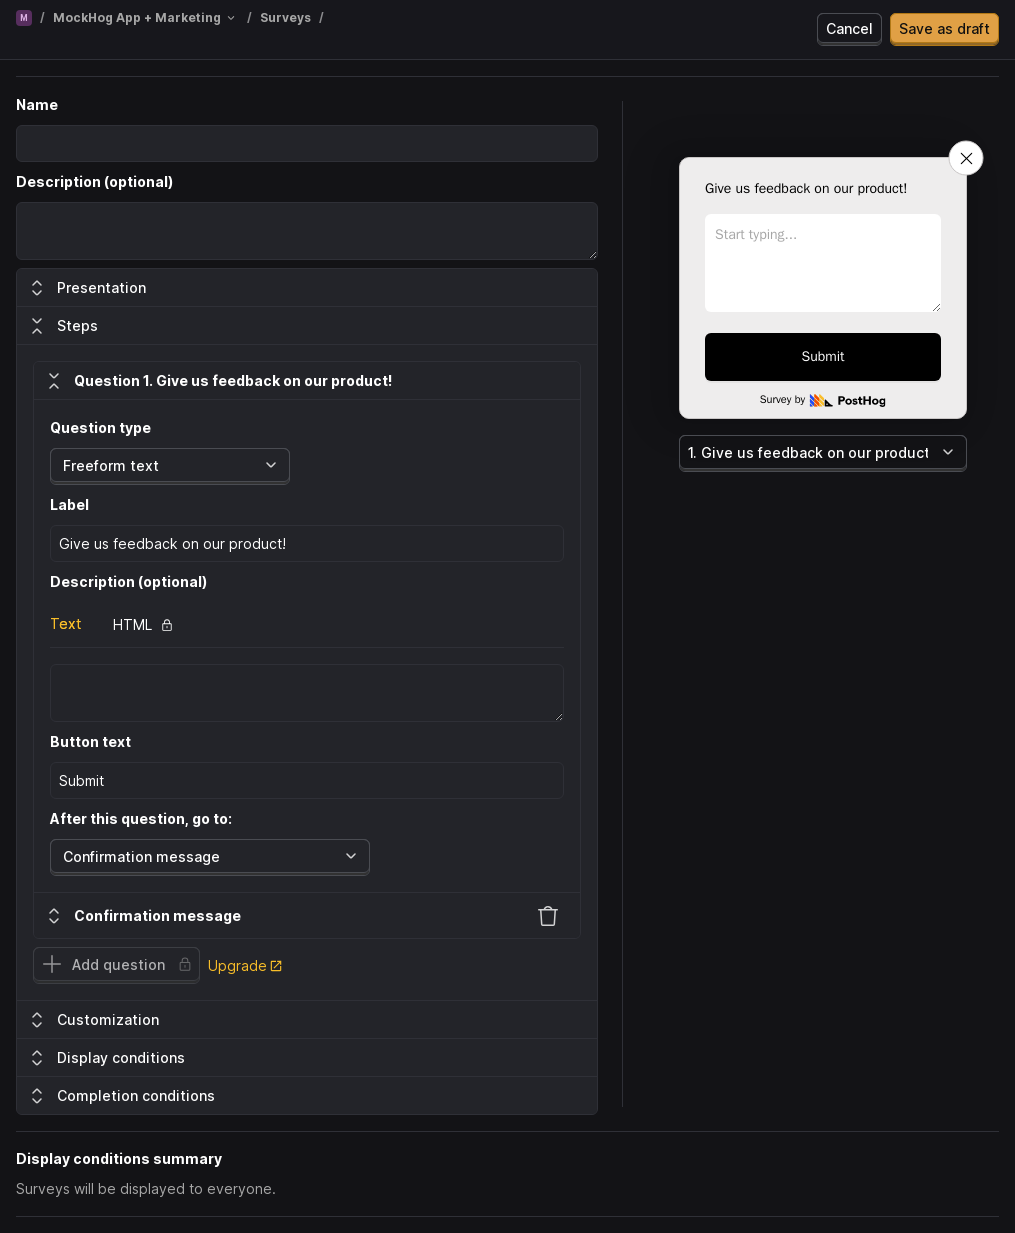 M / MockHog App + Marketing / Surveys /
Cancel
Save as draft
Name
Description (optional)
Presentation
Steps
Question 1. Give us feedback on our product!
Question type
Freeform text
Label
Give us feedback on our product!
Description (optional)
Text
HTML
Button text
Submit
After this question, go to:
Confirmation message
Confirmation message
Add question
Upgrade
Customization
Display conditions
Completion conditions
Give us feedback on our product!
Start typing...
Submit
Survey by PostHog
1. Give us feedback on our product
Display conditions summary
Surveys will be displayed to everyone.